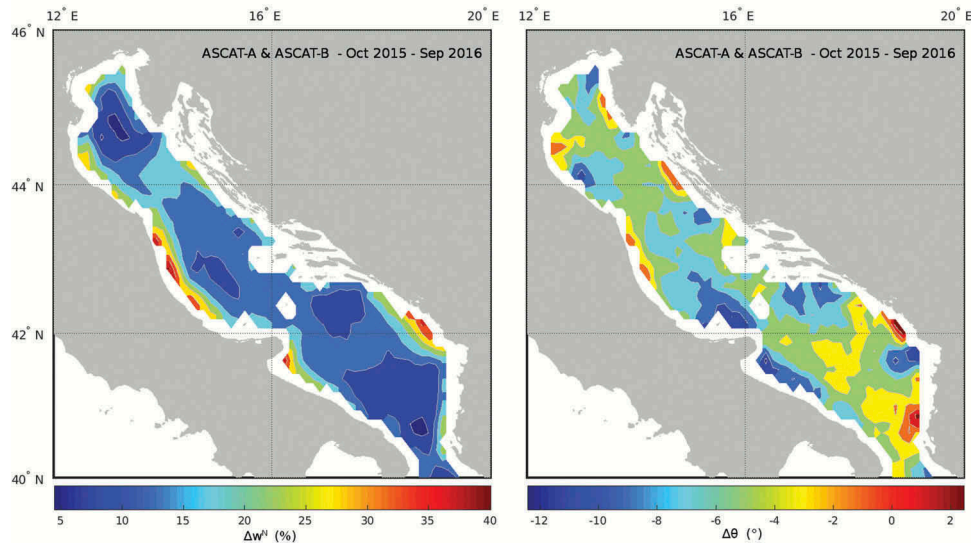 12° E 16° E 20° E
12° E 16° E 20° E
46° N
ASCAT-A & ASCAT-B - Oct 2015 - Sep 2016
ASCAT-A & ASCAT-B - Oct 2015 - Sep 2016
44° N
42° N
40° N
5 10 15 20 25 30 35 40
-12 -10 -8 -6 -4 -2 0 2
Δwᴺ (%)
Δθ (°)